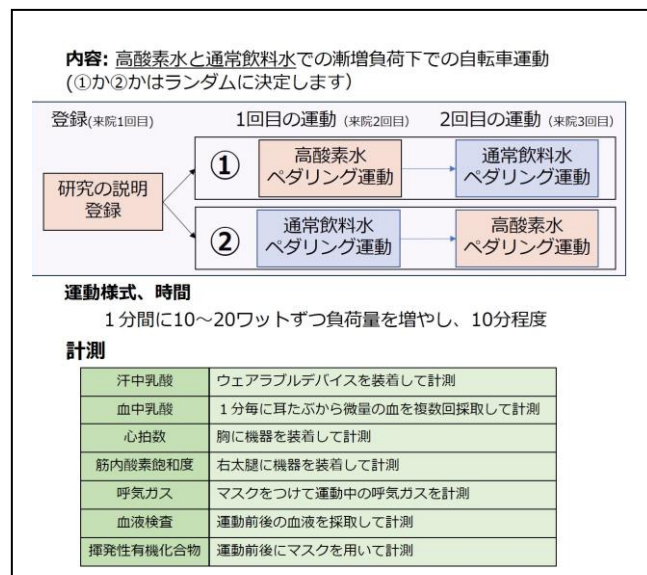 内容: 高酸素水と通常飲料水での漸増負荷下での自転車運動
(①か②かはランダムに決定します)
登録(来院1回目)
1回目の運動 (来院2回目)
2回目の運動 (来院3回目)
研究の説明
登録
①
高酸素水
ペダリング運動
通常飲料水
ペダリング運動
②
通常飲料水
ペダリング運動
高酸素水
ペダリング運動
運動様式、時間
1分間に10~20ワットずつ負荷量を増やし、10分程度
計測
汗中乳酸 ウェアラブルデバイスを装着して計測
血中乳酸 1分毎に耳たぶから微量の血を複数回採取して計測
心拍数 胸に機器を装着して計測
筋内酸素飽和度 右太腿に機器を装着して計測
呼気ガス マスクをつけて運動中の呼気ガスを計測
血液検査 運動前後の血液を採取して計測
揮発性有機化合物 運動前後にマスクを用いて計測